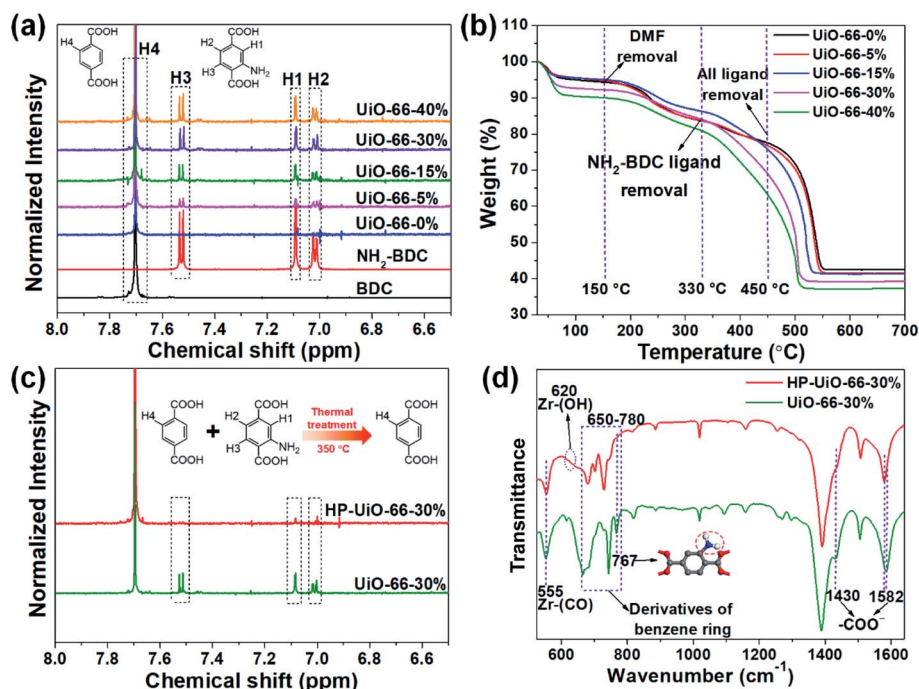 (a)
COOH
H4
COOH
H4
COOH
H2
H1
H3
NH₂
COOH
H3
H1
H2
UiO-66-40%
UiO-66-30%
UiO-66-15%
UiO-66-5%
UiO-66-0%
NH₂-BDC
BDC
Normalized Intensity
8.0 7.8 7.6 7.4 7.2 7.0 6.8 6.6
Chemical shift (ppm)
(b)
DMF
removal
UiO-66-0%
UiO-66-5%
UiO-66-15%
UiO-66-30%
UiO-66-40%
All ligand
removal
NH₂-BDC ligand
removal
150 °C 330 °C 450 °C
Weight (%)
100
90
80
70
60
50
40
30
100 200 300 400 500 600 700
Temperature (°C)
(c)
COOH
H4
COOH
+
COOH
H2
H1
H3
NH₂
COOH
Thermal
treatment
350 °C
COOH
H4
COOH
HP-UiO-66-30%
UiO-66-30%
Normalized Intensity
8.0 7.8 7.6 7.4 7.2 7.0 6.8 6.6
Chemical shift (ppm)
(d)
HP-UiO-66-30%
UiO-66-30%
620
Zr-(OH)
650-780
767
555
Zr-(CO)
Derivatives of
benzene ring
1430 1582
-COO⁻
Transmittance
600 800 1000 1200 1400 1600
Wavenumber (cm⁻¹)